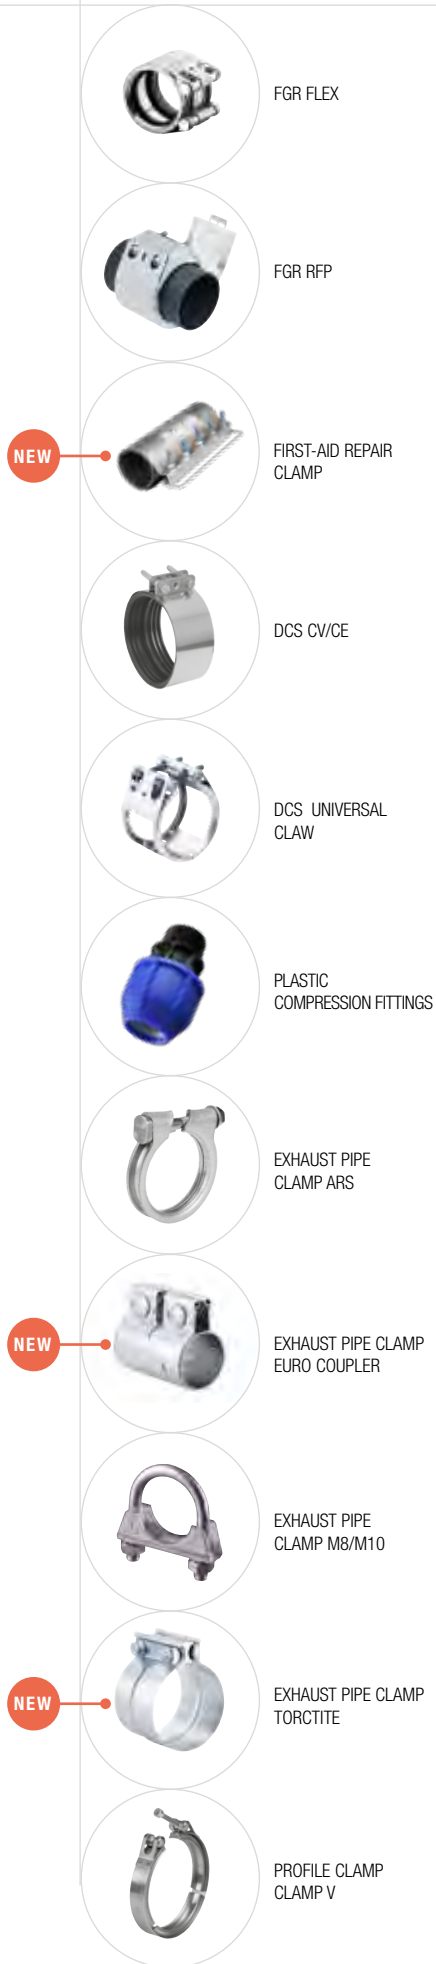 FGR FLEX
FGR RFP
NEW
FIRST-AID REPAIR
CLAMP
DCS CV/CE
DCS UNIVERSAL
CLAW
PLASTIC
COMPRESSION FITTINGS
EXHAUST PIPE
CLAMP ARS
NEW
EXHAUST PIPE CLAMP
EURO COUPLER
EXHAUST PIPE
CLAMP M8/M10
NEW
EXHAUST PIPE CLAMP
TORCTITE
PROFILE CLAMP
CLAMP V